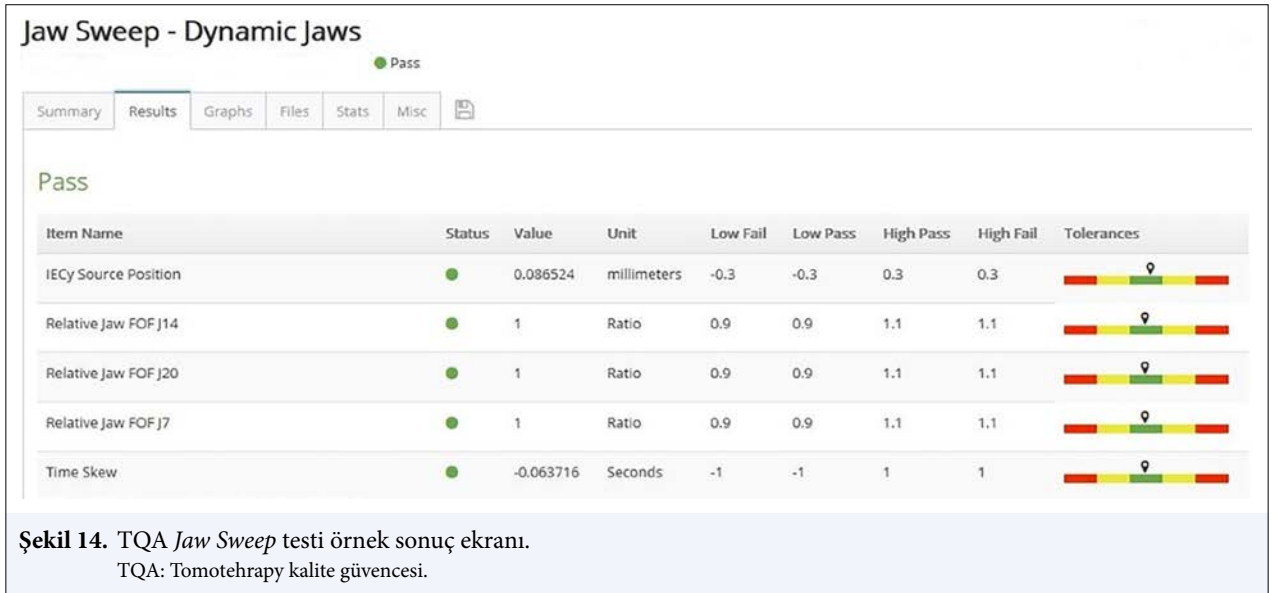 Jaw Sweep - Dynamic Jaws
Pass
Summary Results Graphs Files Stats Misc
Pass
Item Name Status Value Unit Low Fail Low Pass High Pass High Fail Tolerances
IECy Source Position 0.086524 millimeters -0.3 -0.3 0.3 0.3
Relative Jaw FOF J14 1 Ratio 0.9 0.9 1.1 1.1
Relative Jaw FOF J20 1 Ratio 0.9 0.9 1.1 1.1
Relative Jaw FOF J7 1 Ratio 0.9 0.9 1.1 1.1
Time Skew -0.063716 Seconds -1 -1 1 1
Şekil 14. TQA Jaw Sweep testi örnek sonuç ekranı.
TQA: Tomotehrapy kalite güvencesi.